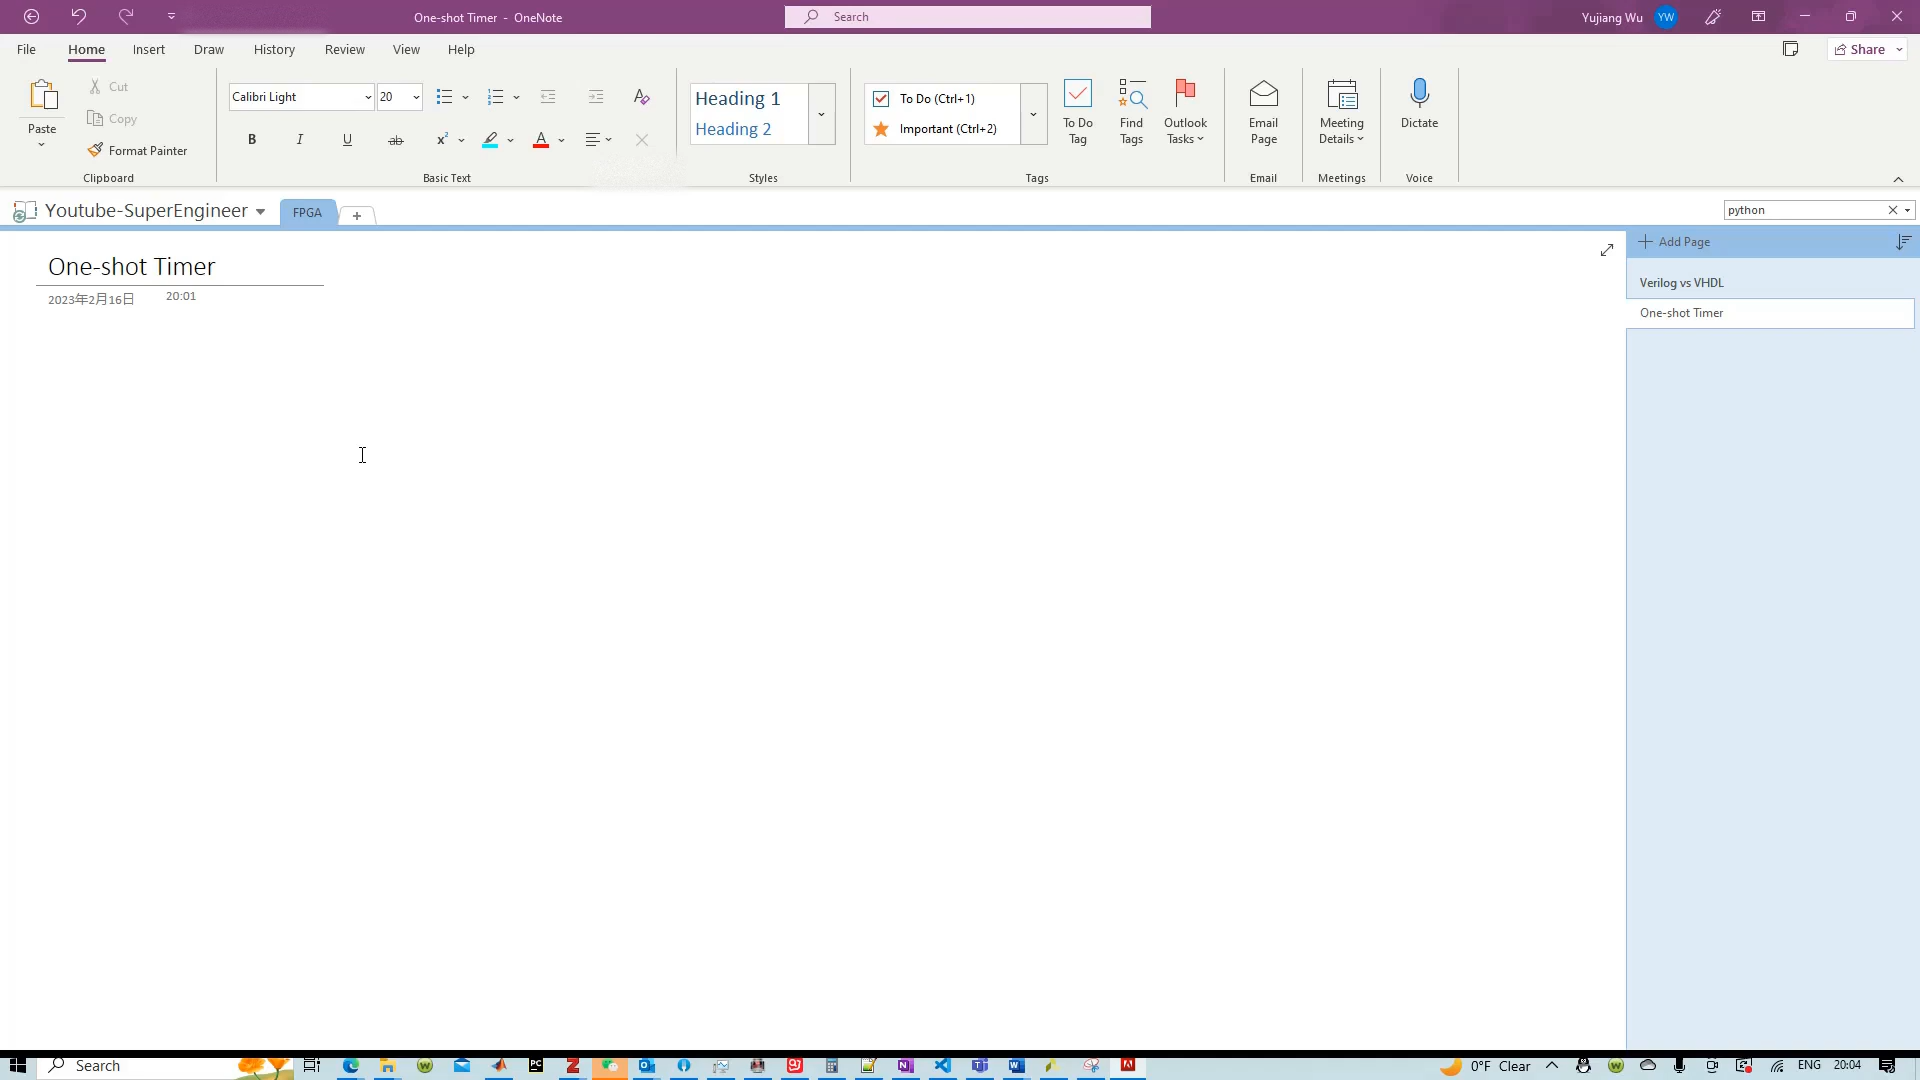 One-shot Timer - OneNote
Search
Yujiang Wu
YW
File
Home
Insert
Draw
History
Review
View
Help
Share
Paste
Cut
Copy
Format Painter
Clipboard
Calibri Light
20
B
I
U
ab
x²
A
Basic Text
Heading 1
Heading 2
Styles
To Do (Ctrl+1)
Important (Ctrl+2)
To Do
Tag
Find
Tags
Outlook
Tasks
Tags
Email
Page
Email
Meeting
Details
Meetings
Dictate
Voice
Youtube-SuperEngineer
FPGA
python
One-shot Timer
2023年2月16日
20:01
Add Page
Verilog vs VHDL
One-shot Timer
Search
0°F Clear
ENG
20:04